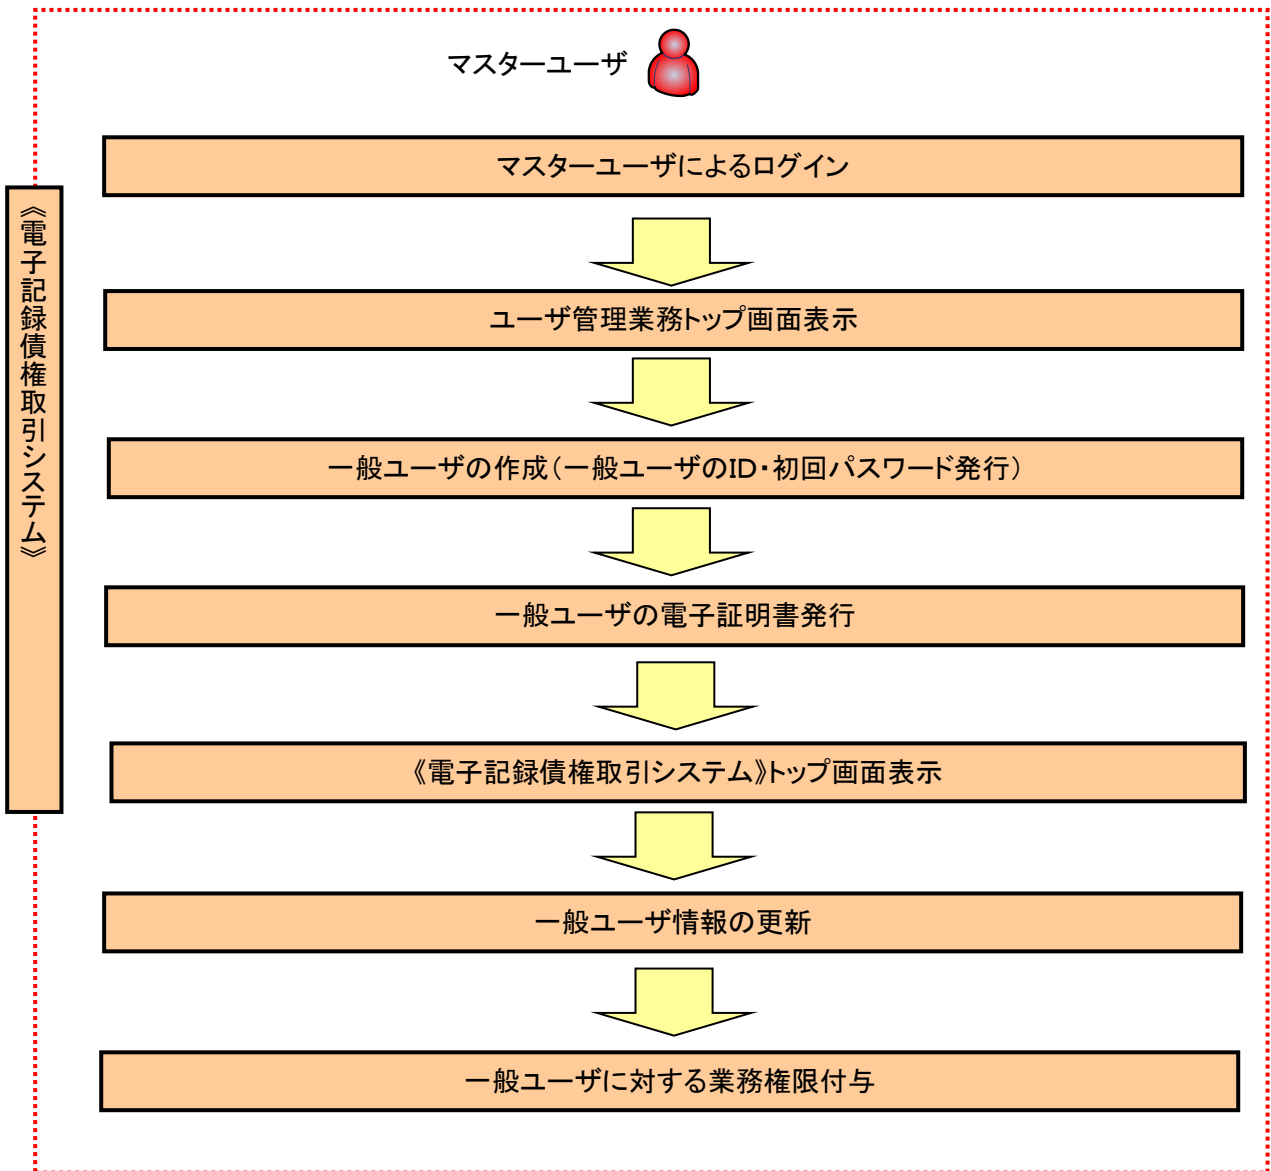 マスターユーザ
マスターユーザによるログイン
《電子記録債権取引システム》
ユーザ管理業務トップ画面表示
一般ユーザの作成（一般ユーザのID・初回パスワード発行）
一般ユーザの電子証明書発行
《電子記録債権取引システム》トップ画面表示
一般ユーザ情報の更新
一般ユーザに対する業務権限付与